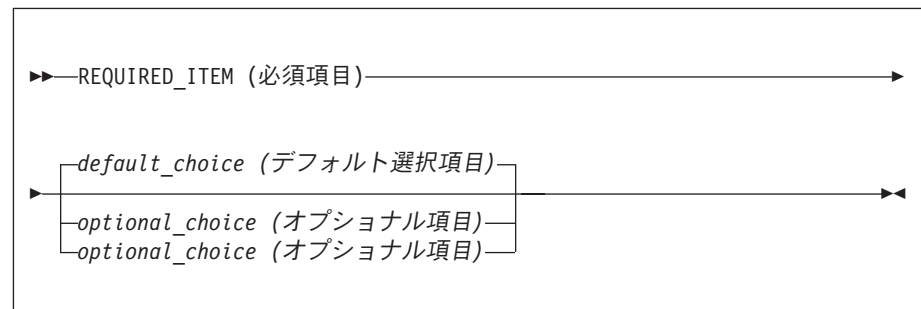 REQUIRED_ITEM (必須項目)
default_choice (デフォルト選択項目)
optional_choice (オプショナル項目)
optional_choice (オプショナル項目)